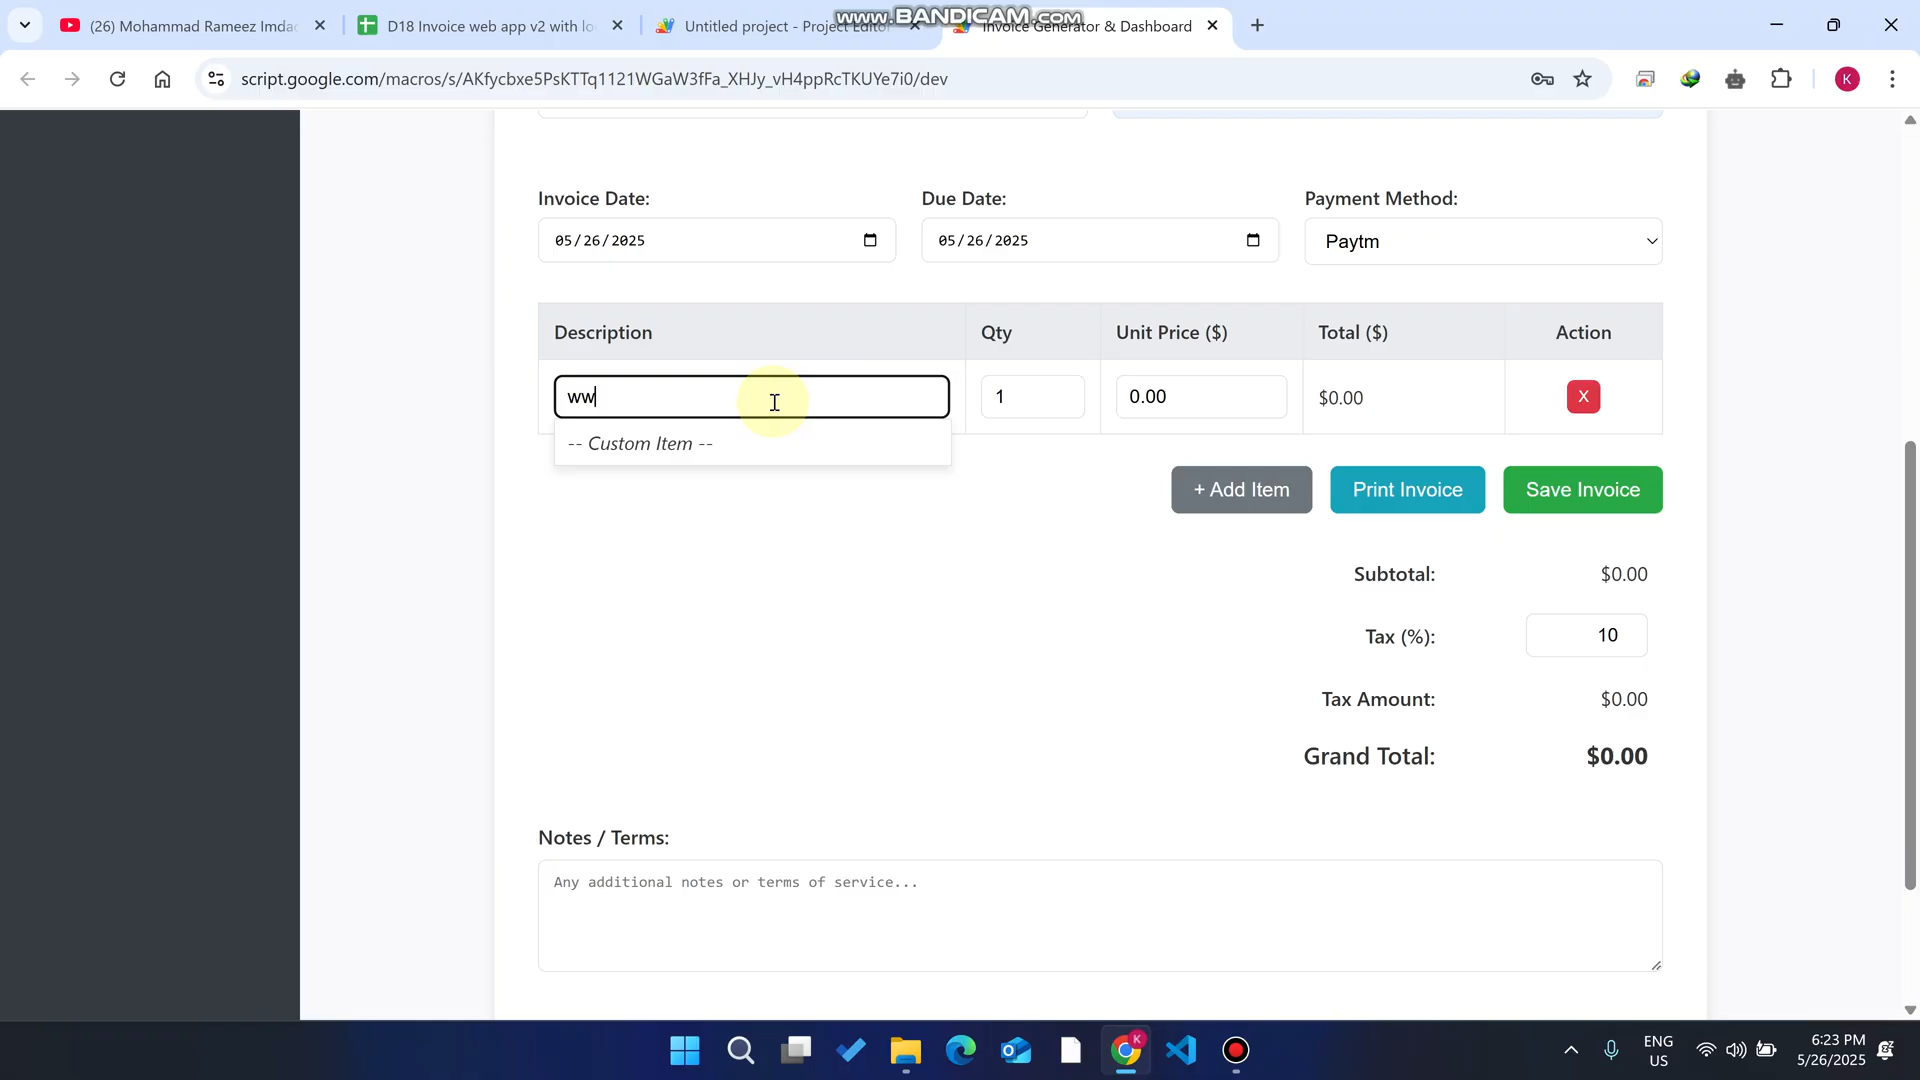 www.BANDICAM.com
(26) Mohammad Rameez Imdad
D18 Invoice web app v2 with lo
Untitled project - Project Editor
Invoice Generator & Dashboard
script.google.com/macros/s/AKfycbxe5PsKTTq1121WGaW3fFa_XHJy_vH4ppRcTKUYe7i0/dev
K
Invoice Date:
Due Date:
Payment Method:
05/26/2025
05/26/2025
Paytm
Description
Qty
Unit Price ($)
Total ($)
Action
ww
1
0.00
$0.00
X
-- Custom Item --
+ Add Item
Print Invoice
Save Invoice
Subtotal:
$0.00
Tax (%):
10
Tax Amount:
$0.00
Grand Total:
$0.00
Notes / Terms:
Any additional notes or terms of service...
K
ENG
US
6:23 PM
5/26/2025